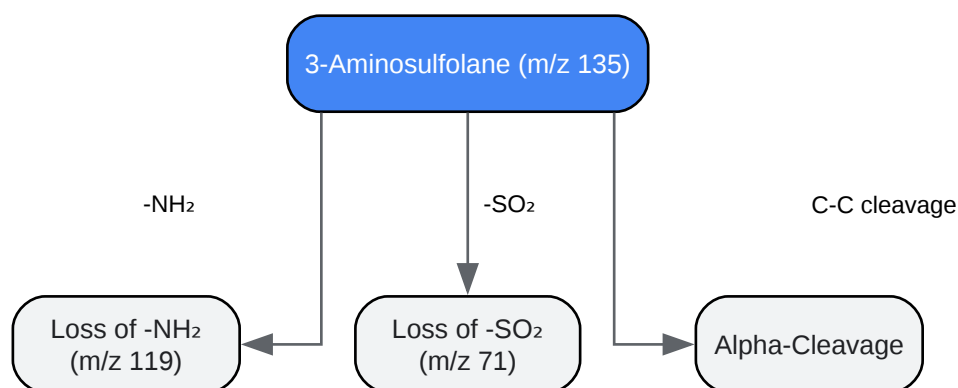 3-Aminosulfolane (m/z 135)
-NH₂
-SO₂
C-C cleavage
Loss of -NH₂
(m/z 119)
Loss of -SO₂
(m/z 71)
Alpha-Cleavage